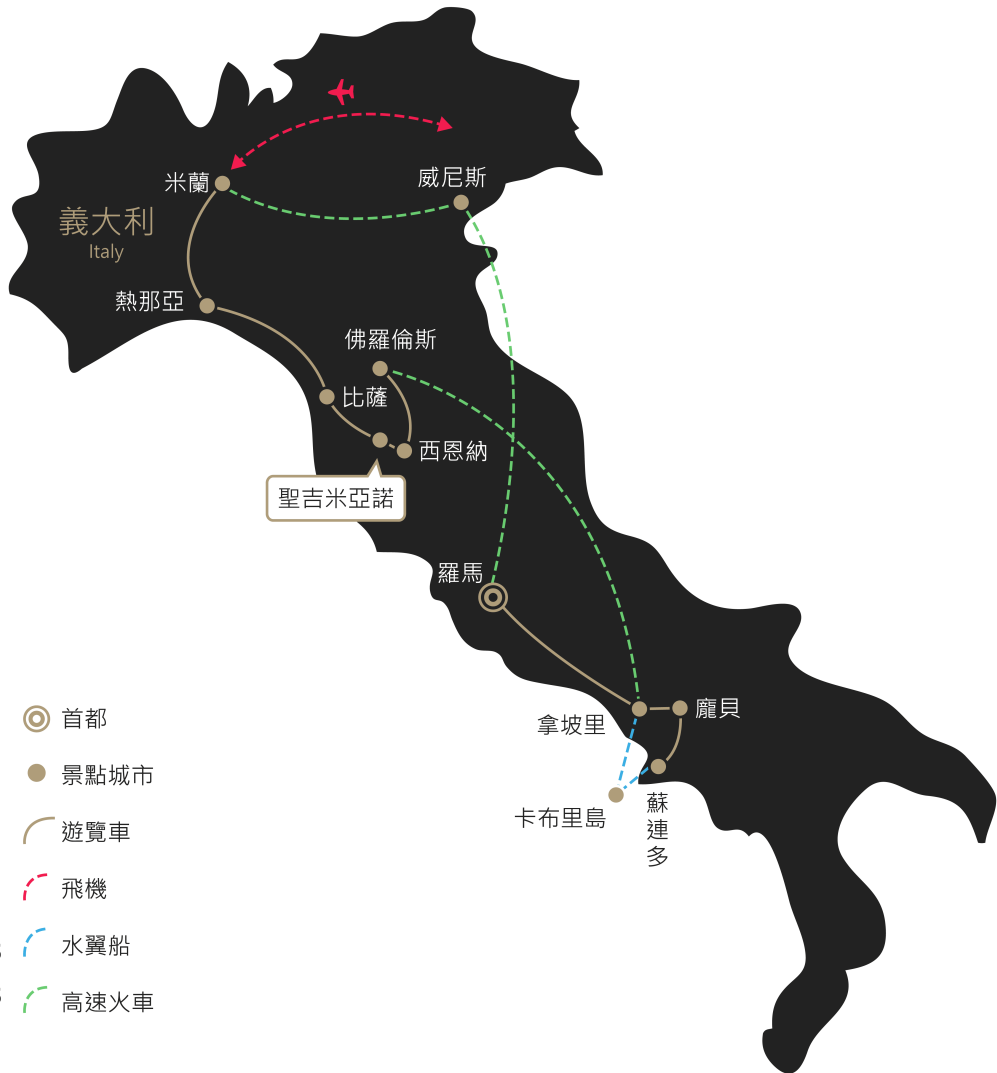 米蘭
威尼斯
義大利
Italy
熱那亞
佛羅倫斯
比薩
西恩納
聖吉米亞諾
羅馬
龐貝
拿坡里
卡布里島
蘇連多
首都
景點城市
遊覽車
飛機
水翼船
高速火車